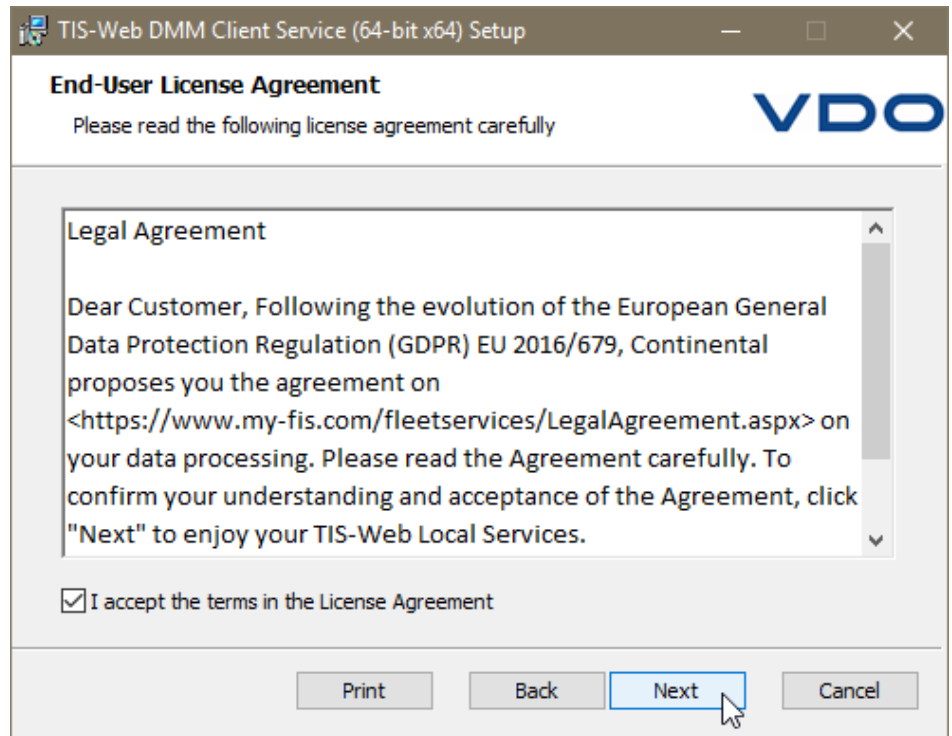 TIS-Web DMM Client Service (64-bit x64) Setup
End-User License Agreement
Please read the following license agreement carefully
VDO
Legal Agreement
Dear Customer, Following the evolution of the European General
Data Protection Regulation (GDPR) EU 2016/679, Continental
proposes you the agreement on
<https://www.my-fis.com/fleetservices/LegalAgreement.aspx> on
your data processing. Please read the Agreement carefully. To
confirm your understanding and acceptance of the Agreement, click
"Next" to enjoy your TIS-Web Local Services.
I accept the terms in the License Agreement
Print Back Next Cancel